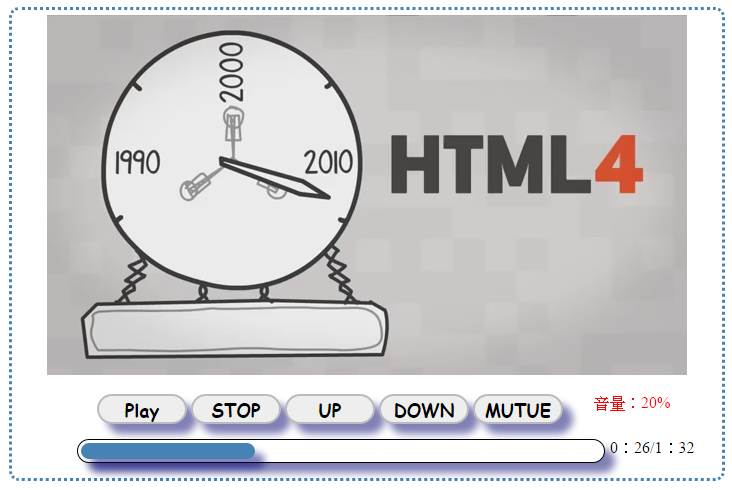 2000
1990
2010
HTML4
Play STOP UP DOWN MUTUE 音量：20%
0：26/1：32